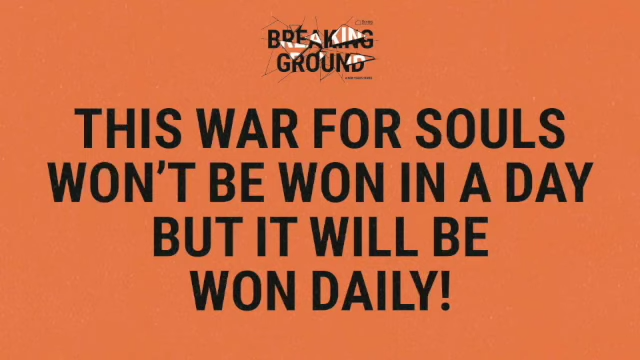 BREAKING
GROUND
THIS WAR FOR SOULS
WON'T BE WON IN A DAY
BUT IT WILL BE
WON DAILY!